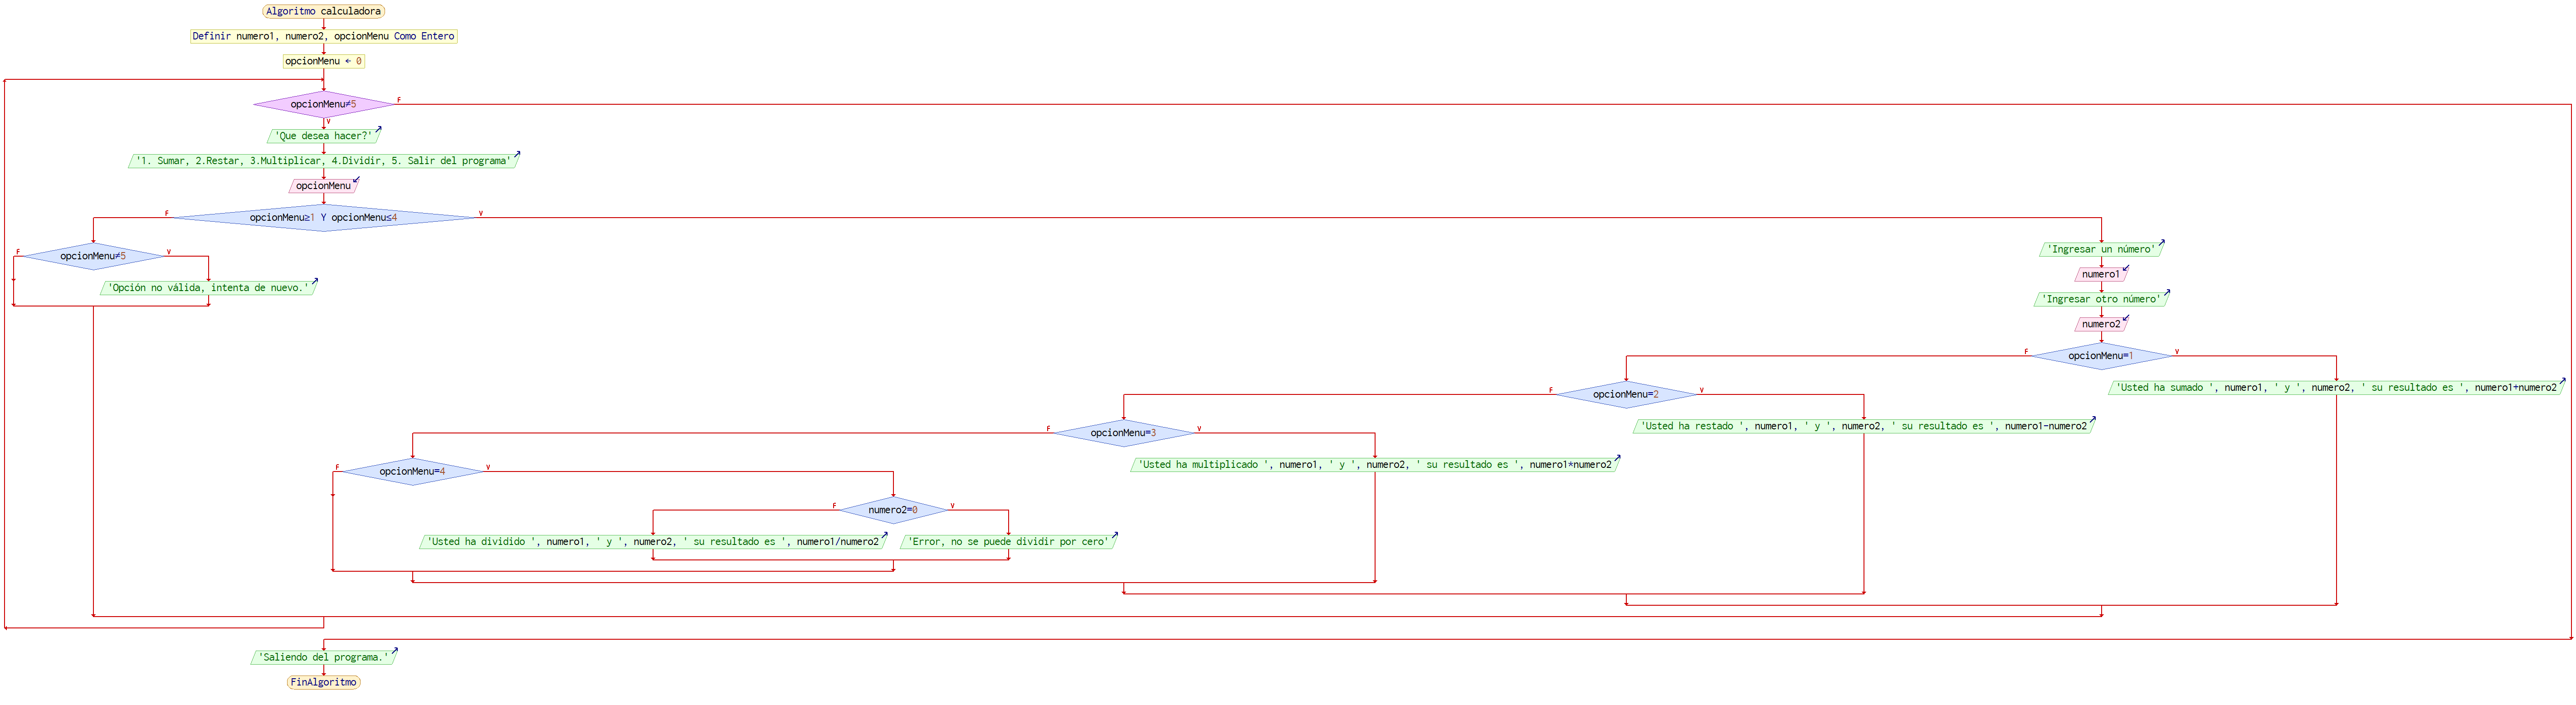 Algoritmo calculadora
Definir numero1, numero2, opcionMenu Como Entero
opcionMenu ← 0
opcionMenu≠5
F
V
'Que desea hacer?'
'1. Sumar, 2.Restar, 3.Multiplicar, 4.Dividir, 5. Salir del programa'
opcionMenu
opcionMenu≥1 Y opcionMenu≤4
F
V
opcionMenu≠5
F
V
'Opción no válida, intenta de nuevo.'
'Ingresar un número'
numero1
'Ingresar otro número'
numero2
opcionMenu=1
F
V
'Usted ha sumado ', numero1, ' y ', numero2, ' su resultado es ', numero1+numero2
opcionMenu=2
F
V
'Usted ha restado ', numero1, ' y ', numero2, ' su resultado es ', numero1-numero2
opcionMenu=3
F
V
'Usted ha multiplicado ', numero1, ' y ', numero2, ' su resultado es ', numero1*numero2
opcionMenu=4
F
V
numero2=0
F
V
'Usted ha dividido ', numero1, ' y ', numero2, ' su resultado es ', numero1/numero2
'Error, no se puede dividir por cero'
'Saliendo del programa.'
FinAlgoritmo